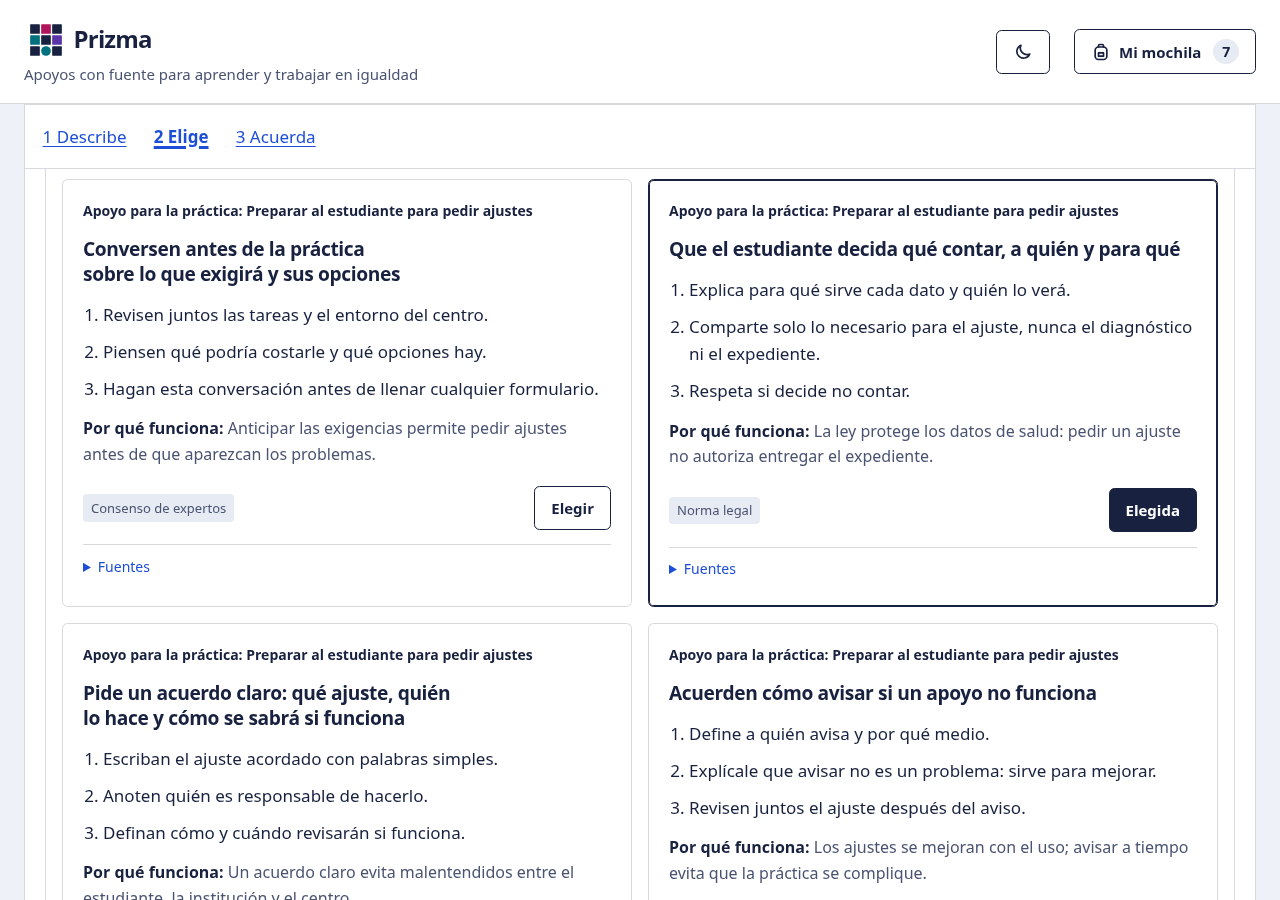 Prizma
Apoyos con fuente para aprender y trabajar en igualdad
Mi mochila 7
1 Describe 2 Elige 3 Acuerda
Apoyo para la práctica: Preparar al estudiante para pedir ajustes
Conversen antes de la práctica
sobre lo que exigirá y sus opciones
1. Revisen juntos las tareas y el entorno del centro.
2. Piensen qué podría costarle y qué opciones hay.
3. Hagan esta conversación antes de llenar cualquier formulario.
Por qué funciona: Anticipar las exigencias permite pedir ajustes
antes de que aparezcan los problemas.
Consenso de expertos
Elegir
Fuentes
Apoyo para la práctica: Preparar al estudiante para pedir ajustes
Que el estudiante decida qué contar, a quién y para qué
1. Explica para qué sirve cada dato y quién lo verá.
2. Comparte solo lo necesario para el ajuste, nunca el diagnóstico
ni el expediente.
3. Respeta si decide no contar.
Por qué funciona: La ley protege los datos de salud: pedir un ajuste
no autoriza entregar el expediente.
Norma legal
Elegida
Fuentes
Apoyo para la práctica: Preparar al estudiante para pedir ajustes
Pide un acuerdo claro: qué ajuste, quién
lo hace y cómo se sabrá si funciona
1. Escriban el ajuste acordado con palabras simples.
2. Anoten quién es responsable de hacerlo.
3. Definan cómo y cuándo revisarán si funciona.
Por qué funciona: Un acuerdo claro evita malentendidos entre el
estudiante, la institución y el centro.
Apoyo para la práctica: Preparar al estudiante para pedir ajustes
Acuerden cómo avisar si un apoyo no funciona
1. Define a quién avisa y por qué medio.
2. Explícale que avisar no es un problema: sirve para mejorar.
3. Revisen juntos el ajuste después del aviso.
Por qué funciona: Los ajustes se mejoran con el uso; avisar a tiempo
evita que la práctica se complique.